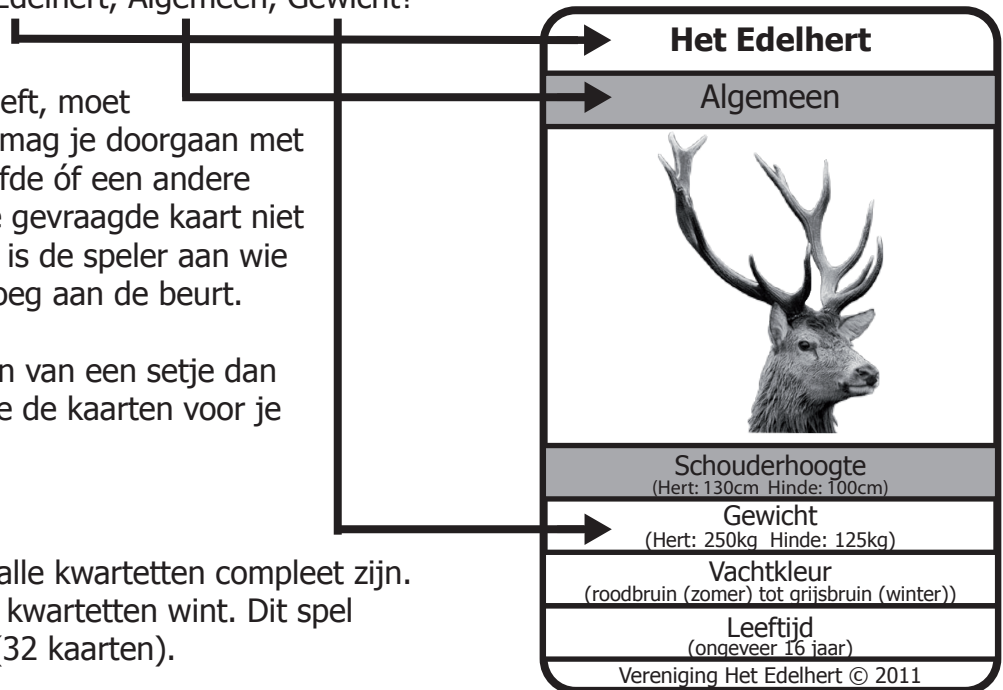 Edelhert, Algemeen, Gewicht?
eft, moet
mag je doorgaan met
fde óf een andere
e gevraagde kaart niet
is de speler aan wie
oeg aan de beurt.
n van een setje dan
e de kaarten voor je
alle kwartetten compleet zijn.
kwartetten wint. Dit spel
(32 kaarten).
Het Edelhert
Algemeen
Schouderhoogte
(Hert: 130cm Hinde: 100cm)
Gewicht
(Hert: 250kg Hinde: 125kg)
Vachtkleur
(roodbruin (zomer) tot grijsbruin (winter))
Leeftijd
(ongeveer 16 jaar)
Vereniging Het Edelhert © 2011